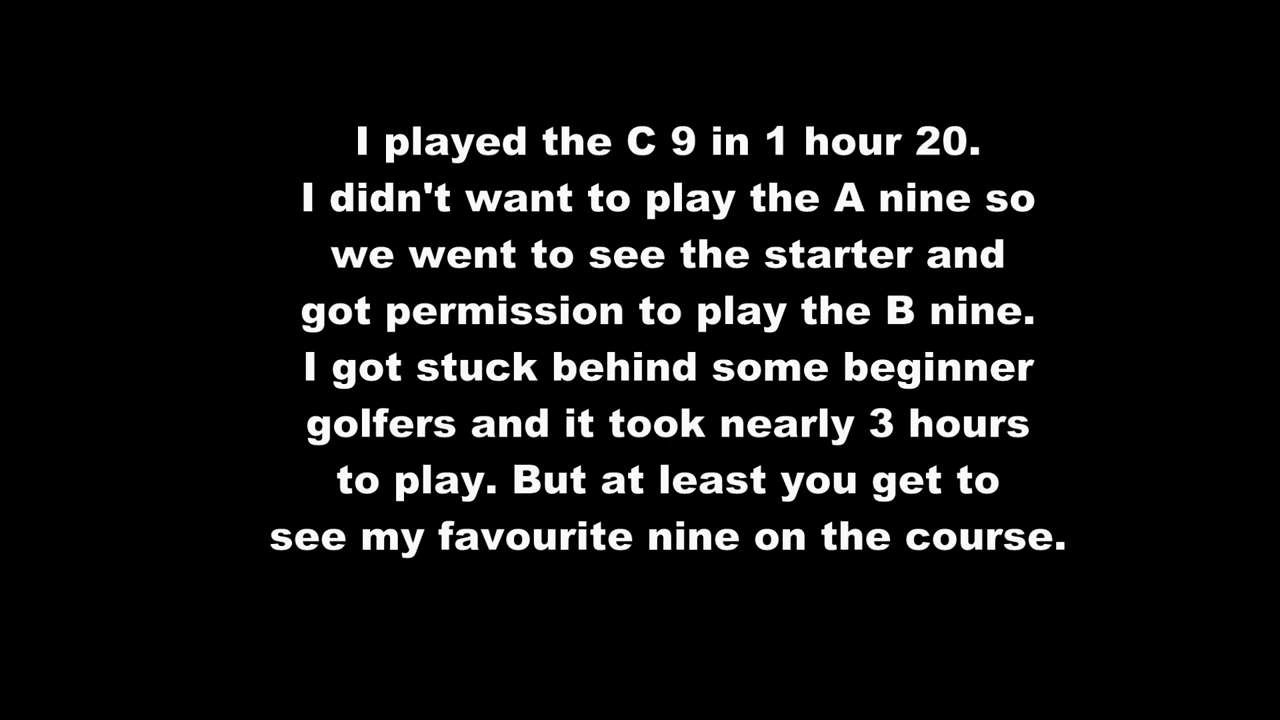 I played the C 9 in 1 hour 20.
I didn't want to play the A nine so
we went to see the starter and
got permission to play the B nine.
I got stuck behind some beginner
golfers and it took nearly 3 hours
to play. But at least you get to
see my favourite nine on the course.